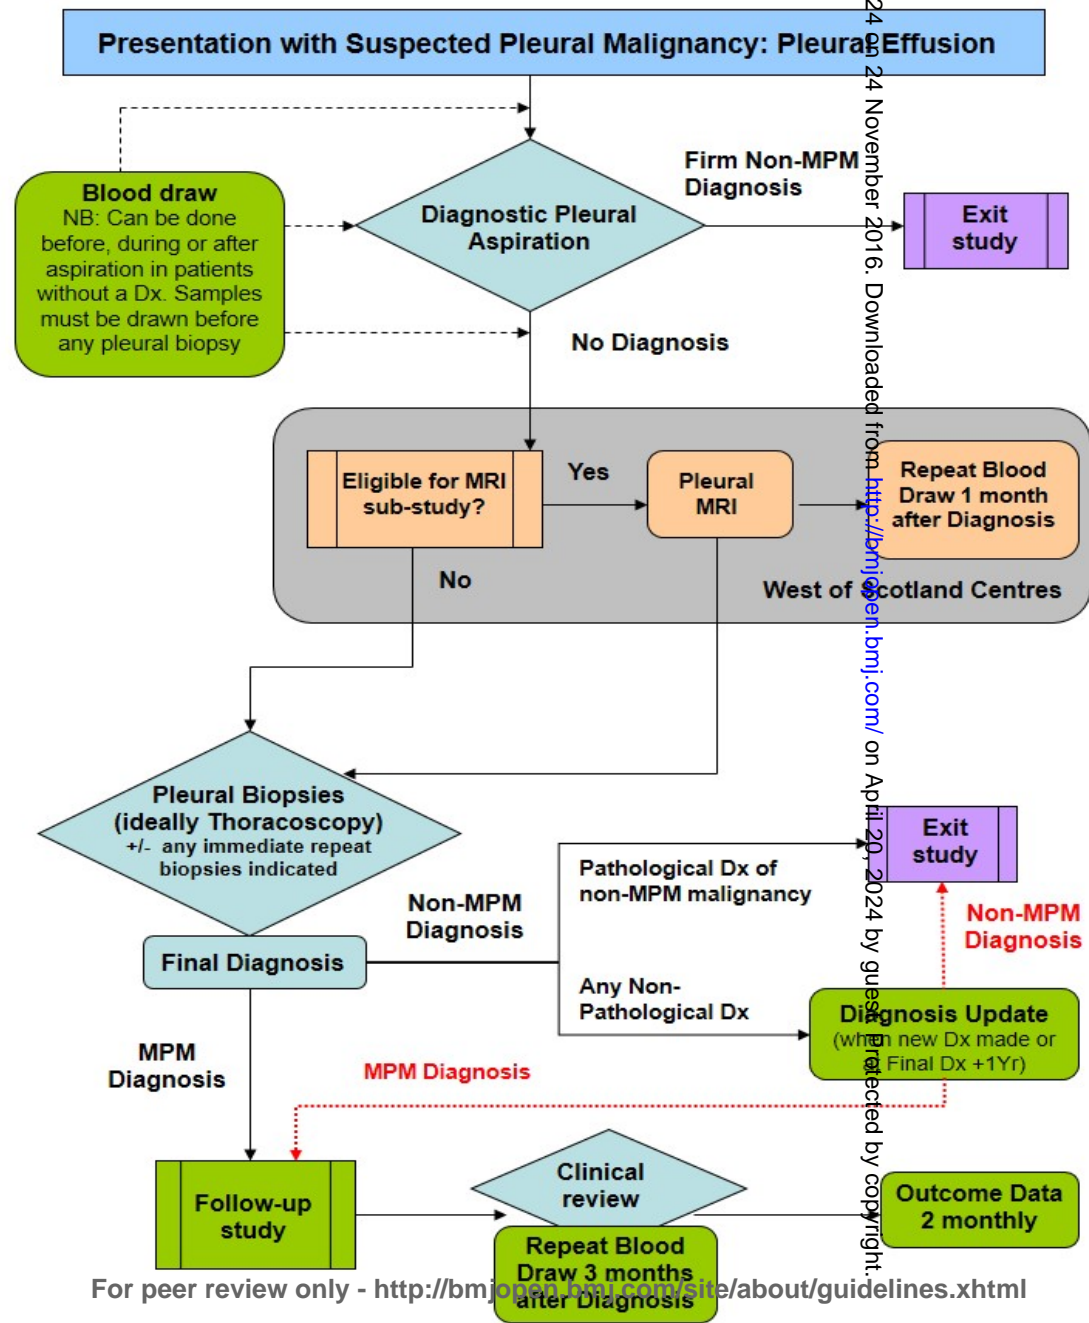 Presentation with Suspected Pleural Malignancy: Pleural Effusion
Blood draw
NB: Can be done
before, during or after
aspiration in patients
without a Dx. Samples
must be drawn before
any pleural biopsy
Diagnostic Pleural
Aspiration
Firm Non-MPM
Diagnosis
Exit
study
No Diagnosis
Eligible for MRI
sub-study?
Yes
Pleural
MRI
Repeat Blood
Draw 1 month
after Diagnosis
No
West of Scotland Centres
Pleural Biopsies
(ideally Thoracoscopy)
+/- any immediate repeat
biopsies indicated
Final Diagnosis
Non-MPM
Diagnosis
Pathological Dx of
non-MPM malignancy
Exit
study
Non-MPM
Diagnosis
Any Non-
Pathological Dx
Diagnosis Update
(when new Dx made or
at Final Dx +1Yr)
MPM
Diagnosis
MPM Diagnosis
Follow-up
study
Clinical
review
Repeat Blood
Draw 3 months
after Diagnosis
Outcome Data
2 monthly
For peer review only - http://bmjopen.bmj.com/site/about/guidelines.xhtml
24 on 24 November 2016. Downloaded from http://bmjopen.bmj.com/ on April 20, 2024 by guest. Protected by copyright.